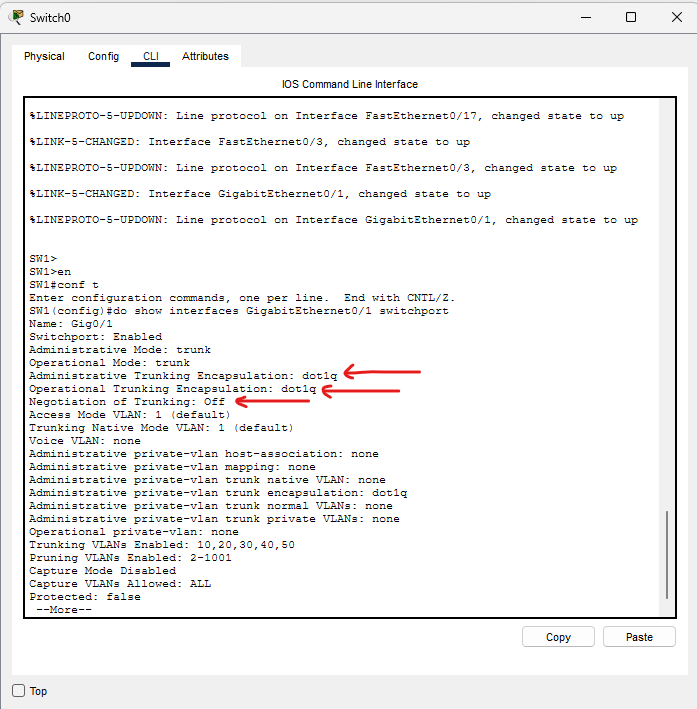 Switch0
Physical Config CLI Attributes
IOS Command Line Interface
%LINEPROTO-5-UPDOWN: Line protocol on Interface FastEthernet0/17, changed state to up
%LINK-5-CHANGED: Interface FastEthernet0/3, changed state to up
%LINEPROTO-5-UPDOWN: Line protocol on Interface FastEthernet0/3, changed state to up
%LINK-5-CHANGED: Interface GigabitEthernet0/1, changed state to up
%LINEPROTO-5-UPDOWN: Line protocol on Interface GigabitEthernet0/1, changed state to up
SW1>
SW1>en
SW1#conf t
Enter configuration commands, one per line.  End with CNTL/Z.
SW1(config)#do show interfaces GigabitEthernet0/1 switchport
Name: Gig0/1
Switchport: Enabled
Administrative Mode: trunk
Operational Mode: trunk
Administrative Trunking Encapsulation: dot1q
Operational Trunking Encapsulation: dot1q
Negotiation of Trunking: Off
Access Mode VLAN: 1 (default)
Trunking Native Mode VLAN: 1 (default)
Voice VLAN: none
Administrative private-vlan host-association: none
Administrative private-vlan mapping: none
Administrative private-vlan trunk native VLAN: none
Administrative private-vlan trunk encapsulation: dot1q
Administrative private-vlan trunk normal VLANs: none
Administrative private-vlan trunk private VLANs: none
Operational private-vlan: none
Trunking VLANs Enabled: 10,20,30,40,50
Pruning VLANs Enabled: 2-1001
Capture Mode Disabled
Capture VLANs Allowed: ALL
Protected: false
--More--
Copy Paste
Top